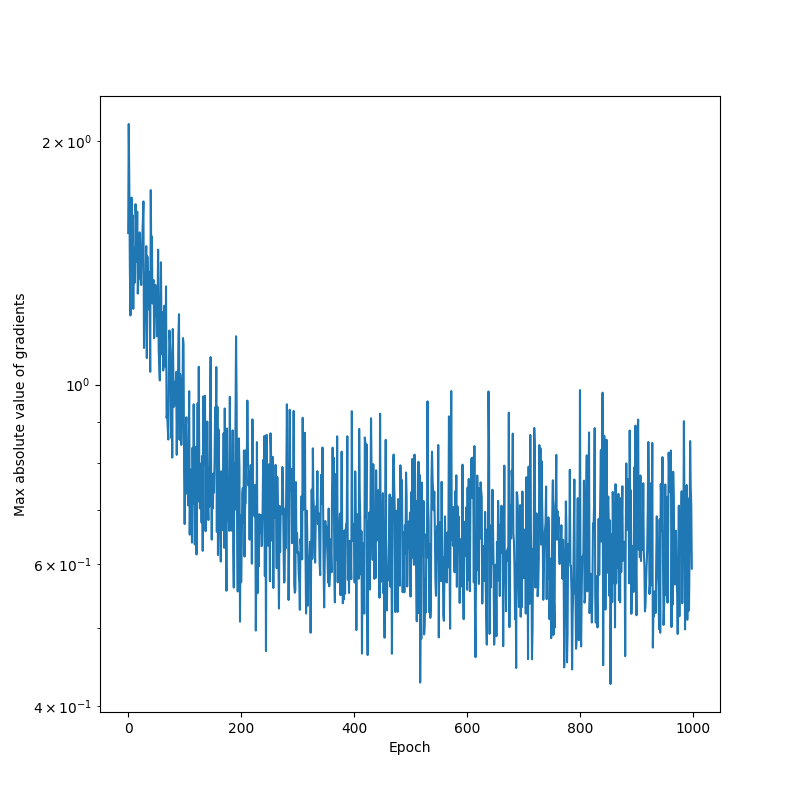 Max absolute value of gradients
2 × 10⁰
10⁰
6 × 10⁻¹
4 × 10⁻¹
0 200 400 600 800 1000
Epoch